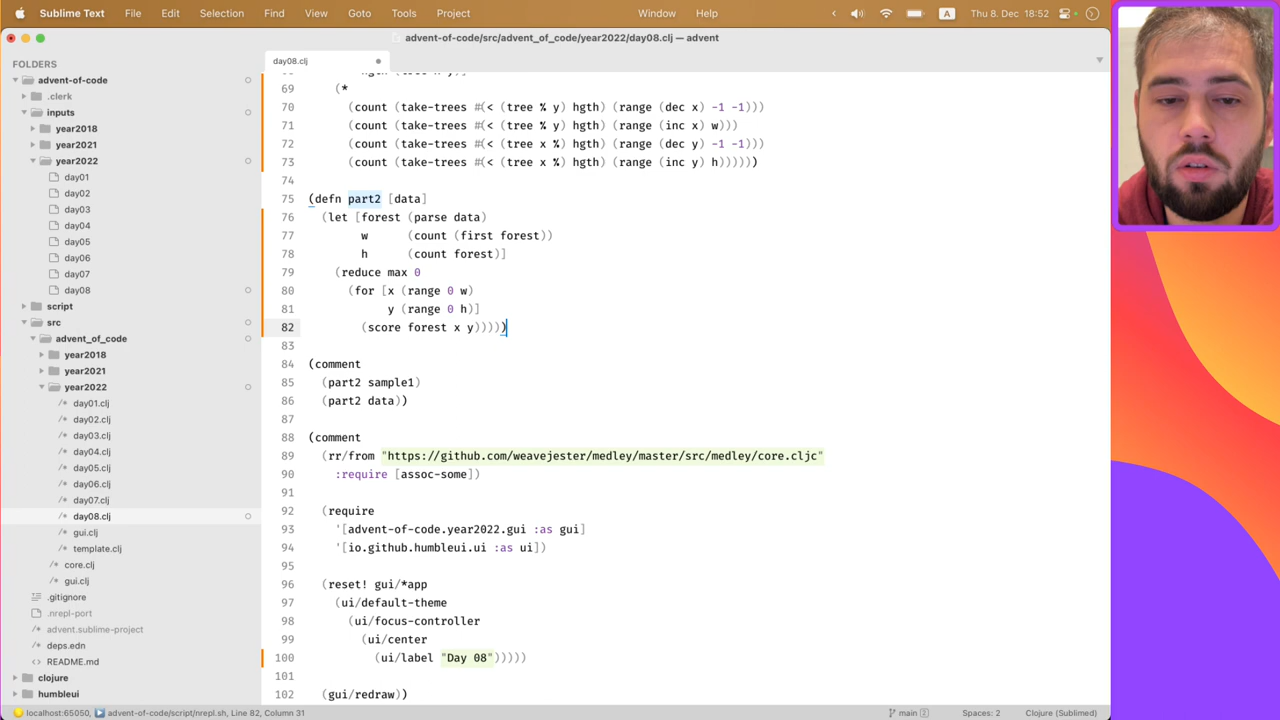 Sublime Text File Edit Selection Find View Goto Tools Project Window Help A Thu 8. Dec 18:52
advent-of-code/src/advent_of_code/year2022/day08.clj — advent
FOLDERS
advent-of-code
.clerk
inputs
year2018
year2021
year2022
day01
day02
day03
day04
day05
day06
day07
day08
script
src
advent_of_code
year2018
year2021
year2022
day01.clj
day02.clj
day03.clj
day04.clj
day05.clj
day06.clj
day07.clj
day08.clj
gui.clj
template.clj
core.clj
gui.clj
.gitignore
.nrepl-port
advent.sublime-project
deps.edn
README.md
clojure
humbleui
day08.clj
69 (*
70 (count (take-trees #(< (tree % y) hgth) (range (dec x) -1 -1)))
71 (count (take-trees #(< (tree % y) hgth) (range (inc x) w)))
72 (count (take-trees #(< (tree x %) hgth) (range (dec y) -1 -1)))
73 (count (take-trees #(< (tree x %) hgth) (range (inc y) h))))))
74
75 (defn part2 [data]
76 (let [forest (parse data)
77 w (count (first forest))
78 h (count forest)]
79 (reduce max 0
80 (for [x (range 0 w)
81 y (range 0 h)]
82 (score forest x y)))))
83
84 (comment
85 (part2 sample1)
86 (part2 data))
87
88 (comment
89 (rr/from "https://github.com/weavejester/medley/master/src/medley/core.cljc"
90 :require [assoc-some])
91
92 (require
93 '[advent-of-code.year2022.gui :as gui]
94 '[io.github.humbleui.ui :as ui])
95
96 (reset! gui/*app
97 (ui/default-theme
98 (ui/focus-controller
99 (ui/center
100 (ui/label "Day 08")))))
101
102 (gui/redraw))
localhost:65050, advent-of-code/script/nrepl.sh, Line 82, Column 31 main 2 Spaces: 2 Clojure (Sublimed)